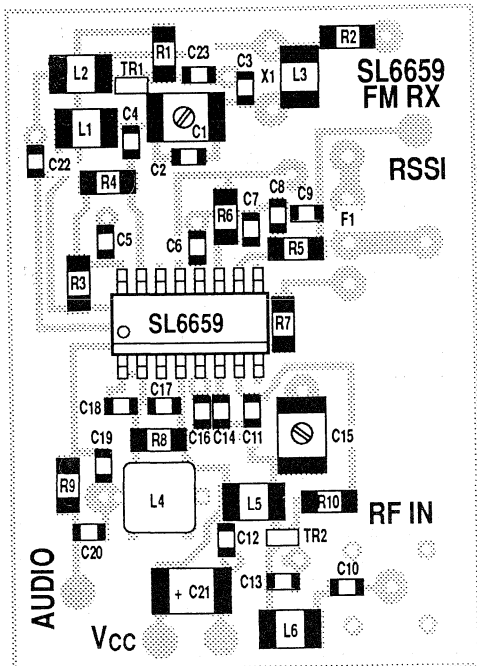 R1
R2
L2
TR1
C23
C3
X1
L3
SL6659
FM RX
L1
C4
C1
C22
C2
R4
RSSI
R6
C7
C8
C9
F1
C5
C6
R5
R3
SL6659
R7
C17
C18
C16
C14
C11
C15
C19
R8
R9
L4
L5
R10
RF IN
C20
C12
TR2
AUDIO
+ C21
C13
C10
VCC
L6